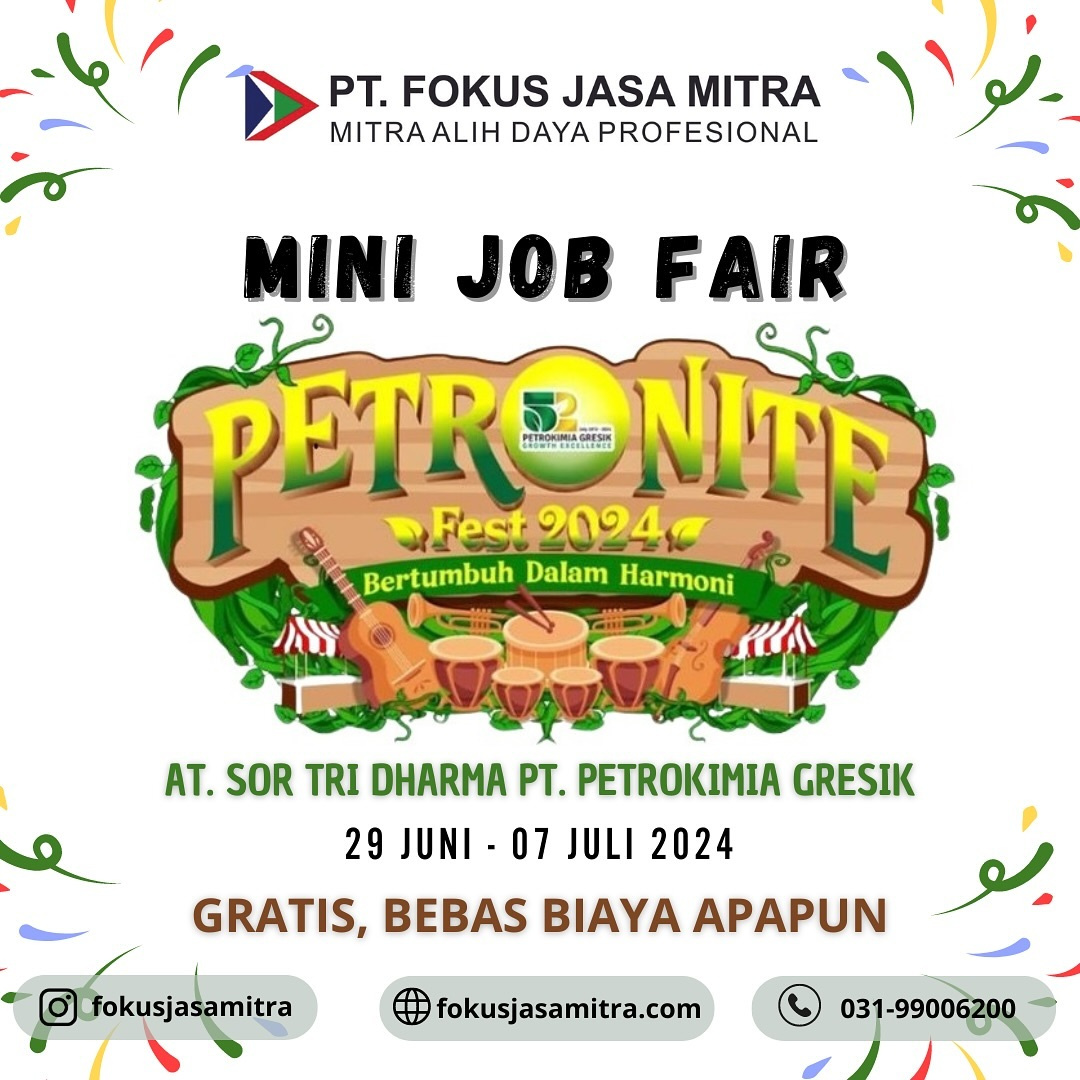 PT. FOKUS JASA MITRA
MITRA ALIH DAYA PROFESIONAL
MINI JOB FAIR
PETRONITE
52
PETROKIMIA GRESIK
GROWTH EXCELLENCE
Fest 2024
Bertumbuh Dalam Harmoni
AT. SOR TRI DHARMA PT. PETROKIMIA GRESIK
29 JUNI - 07 JULI 2024
GRATIS, BEBAS BIAYA APAPUN
fokusjasamitra
fokusjasamitra.com
031-99006200